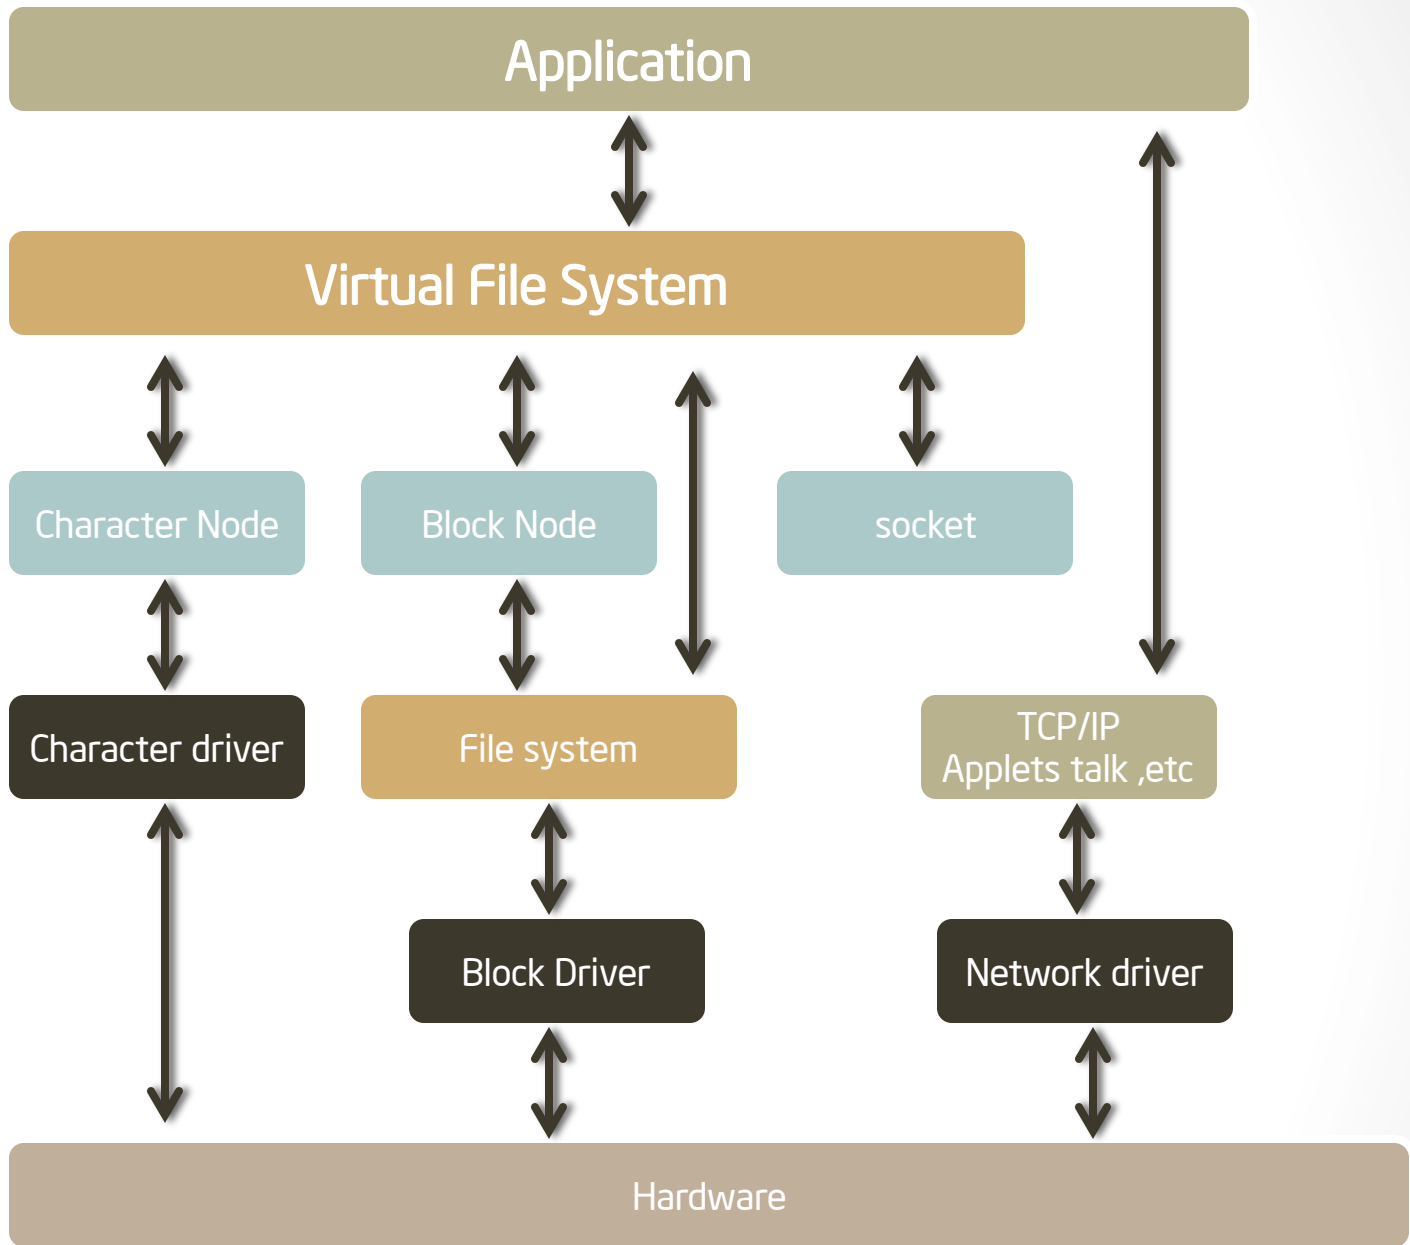 Application
Virtual File System
Character Node
Block Node
socket
Character driver
File system
TCP/IP
Applets talk ,etc
Block Driver
Network driver
Hardware